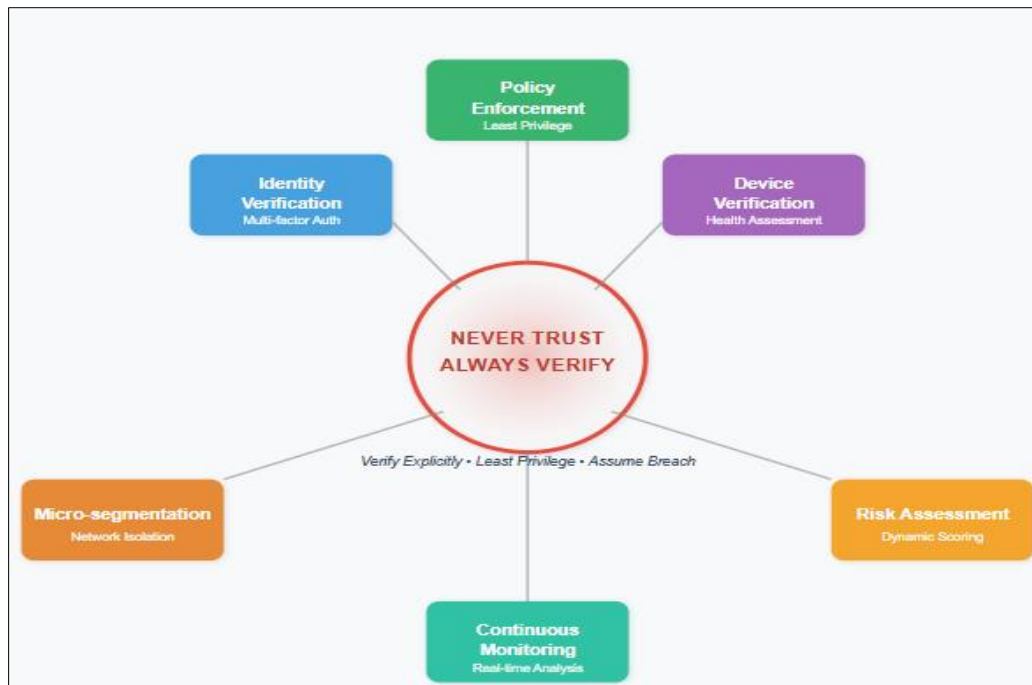 Policy
Enforcement
Least Privilege
Identity
Verification
Multi-factor Auth
Device
Verification
Health Assessment
NEVER TRUST
ALWAYS VERIFY
Verify Explicitly • Least Privilege • Assume Breach
Micro-segmentation
Network Isolation
Risk Assessment
Dynamic Scoring
Continuous
Monitoring
Real-time Analysis